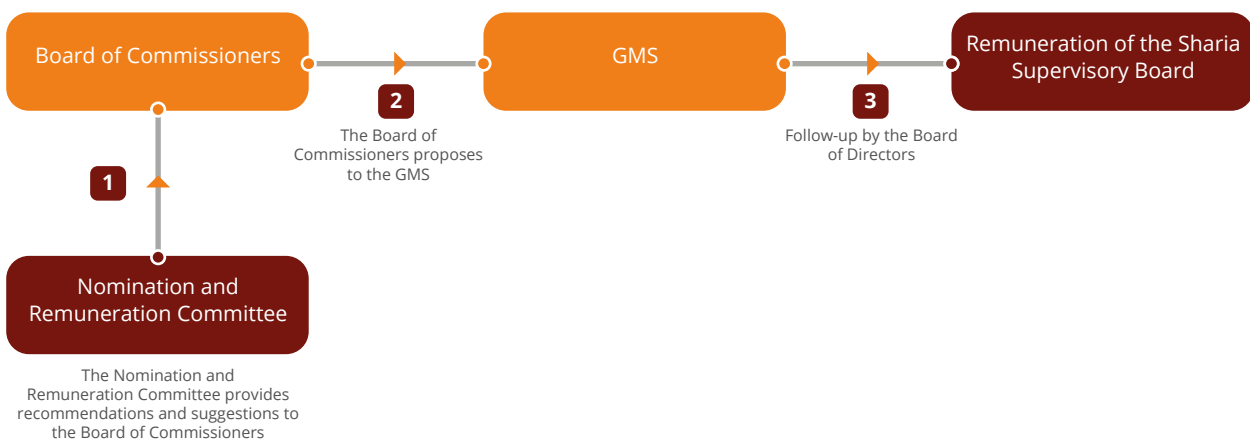 Board of Commissioners
GMS
Remuneration of the Sharia
Supervisory Board
2
The Board of
Commissioners proposes
to the GMS
3
Follow-up by the Board
of Directors
1
Nomination and
Remuneration Committee
The Nomination and
Remuneration Committee provides
recommendations and suggestions to
the Board of Commissioners